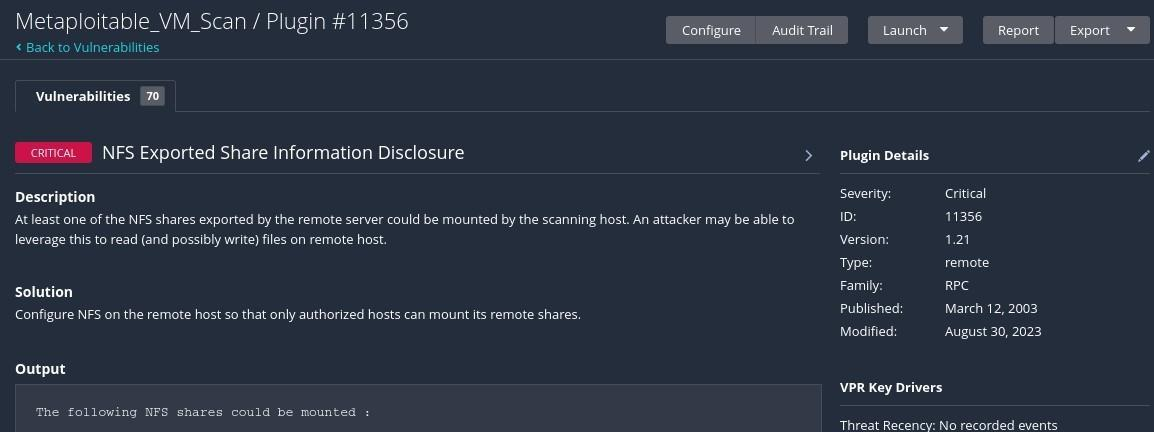 Metaploitable_VM_Scan / Plugin #11356
Back to Vulnerabilities
Configure
Audit Trail
Launch
Report
Export
Vulnerabilities 70
CRITICAL NFS Exported Share Information Disclosure
Description
At least one of the NFS shares exported by the remote server could be mounted by the scanning host. An attacker may be able to
leverage this to read (and possibly write) files on remote host.
Solution
Configure NFS on the remote host so that only authorized hosts can mount its remote shares.
Output
The following NFS shares could be mounted :
Plugin Details
Severity: Critical
ID: 11356
Version: 1.21
Type: remote
Family: RPC
Published: March 12, 2003
Modified: August 30, 2023
VPR Key Drivers
Threat Recency: No recorded events